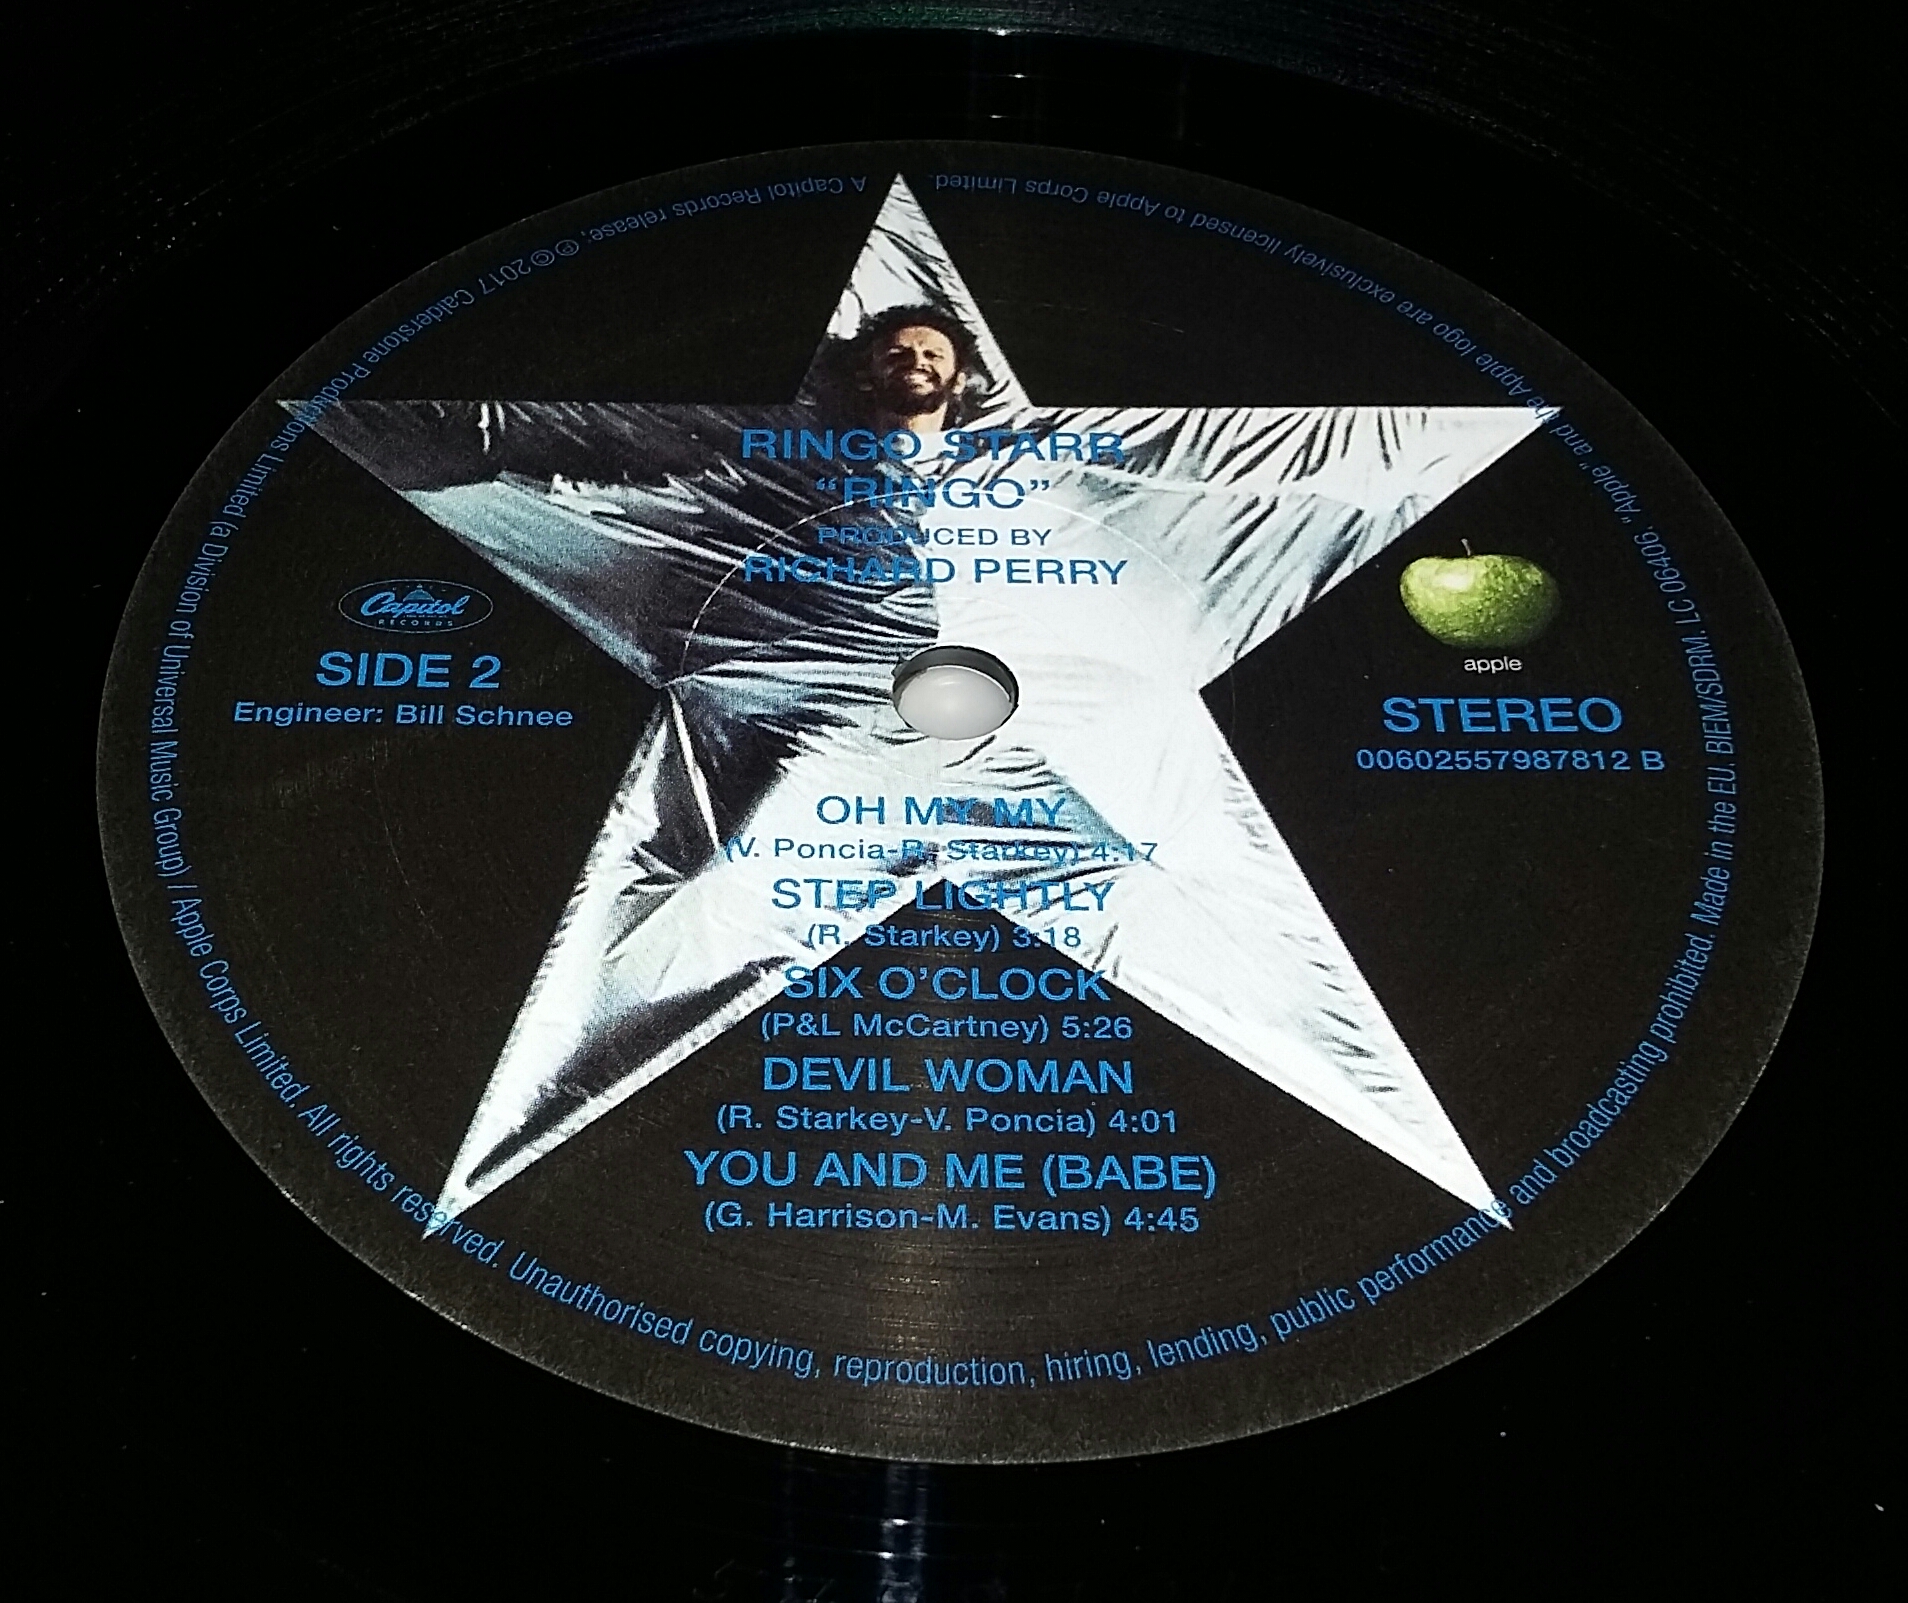 RINGO STARR
“RINGO”
PRODUCED BY
RICHARD PERRY
Capitol
RECORDS
SIDE 2
Engineer: Bill Schnee
apple
STEREO
00602557987812 B
OH MY MY
(V. Poncia-R. Starkey) 4:17
STEP LIGHTLY
(R. Starkey) 3:18
SIX O’CLOCK
(P&L McCartney) 5:26
DEVIL WOMAN
(R. Starkey-V. Poncia) 4:01
YOU AND ME (BABE)
(G. Harrison-M. Evans) 4:45
A Capitol Records release; ℗© 2017 Calderstone Productions Limited (a Division of Universal Music Group) / Apple Corps Limited. All rights reserved. Unauthorised copying, reproduction, hiring, lending, public performance and broadcasting prohibited. Made in the EU. BIEM/SDRM. LC 06406. “Apple” and the Apple logo are exclusively licensed to Apple Corps Limited.